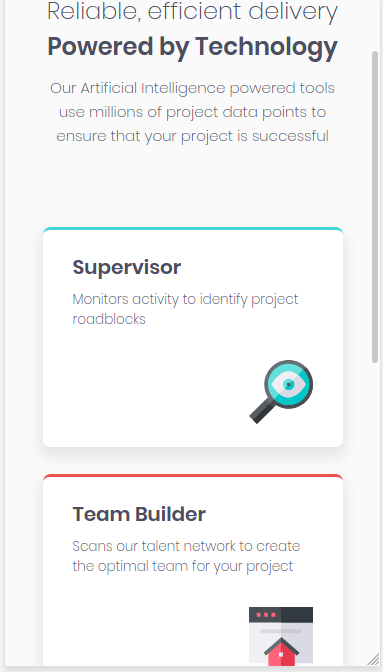 Reliable, efficient delivery
Powered by Technology
Our Artificial Intelligence powered tools
use millions of project data points to
ensure that your project is successful
Supervisor
Monitors activity to identify project
roadblocks
Team Builder
Scans our talent network to create
the optimal team for your project